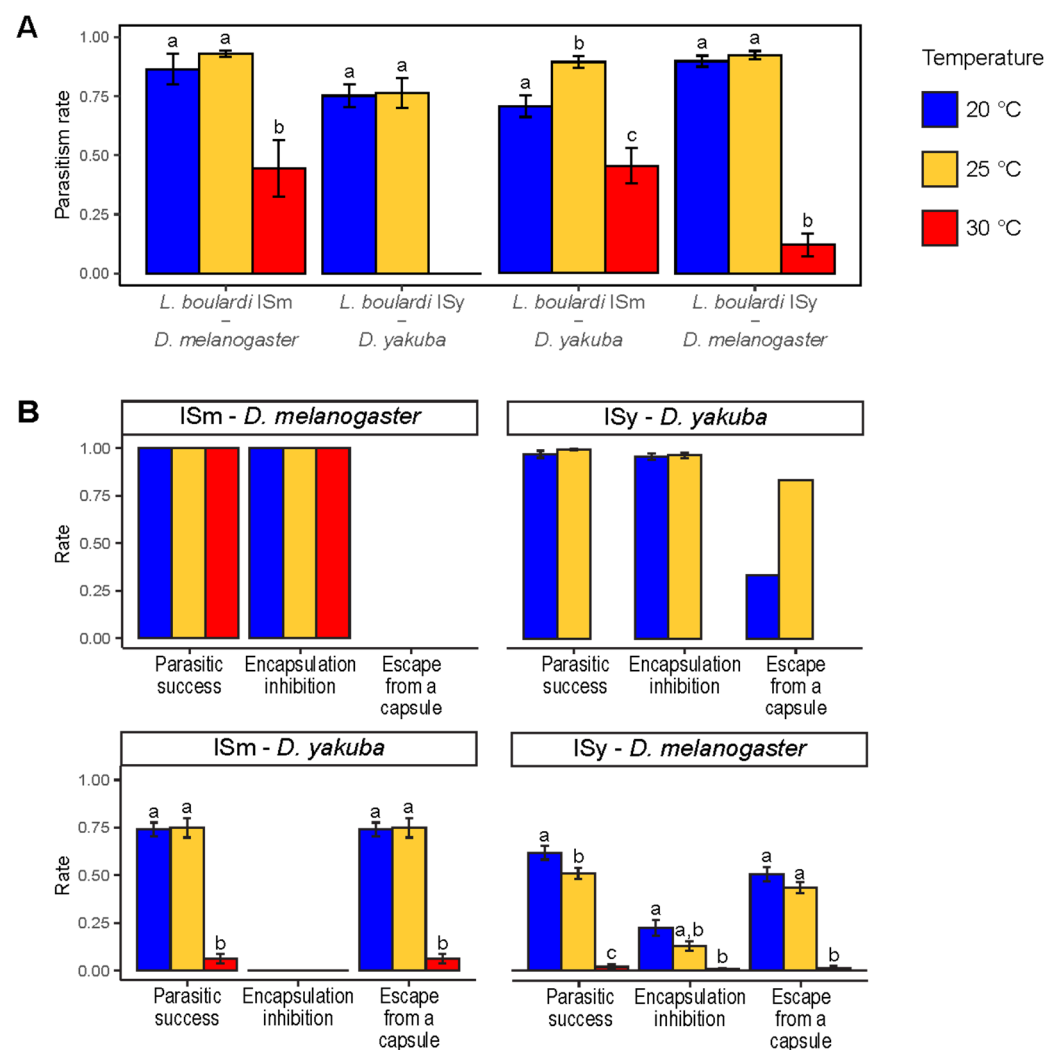 A
1.00
0.75
0.50
0.25
0.00
Parasitism rate
a a b
a a
a b c
a a b
L. boulardi ISm
–
D. melanogaster
L. boulardi ISy
–
D. yakuba
L. boulardi ISm
–
D. yakuba
L. boulardi ISy
–
D. melanogaster
Temperature
20 °C
25 °C
30 °C
B
ISm - D. melanogaster
1.00
0.75
0.50
0.25
0.00
Rate
Parasitic
success
Encapsulation
inhibition
Escape
from a
capsule
ISy - D. yakuba
Parasitic
success
Encapsulation
inhibition
Escape
from a
capsule
ISm - D. yakuba
1.00
0.75
0.50
0.25
0.00
Rate
a a b
a a b
Parasitic
success
Encapsulation
inhibition
Escape
from a
capsule
ISy - D. melanogaster
a b c
a a,b b
a a b
Parasitic
success
Encapsulation
inhibition
Escape
from a
capsule